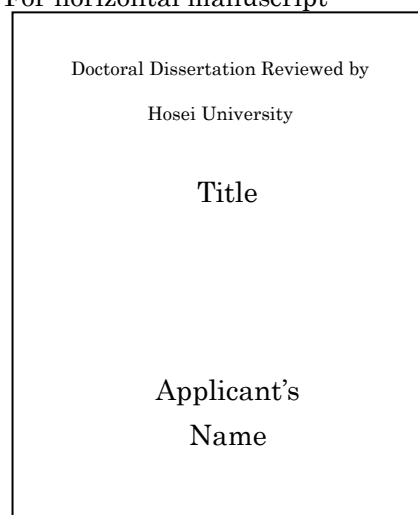 For horizontal manuscript
Doctoral Dissertation Reviewed by
Hosei University
Title
Applicant's
Name